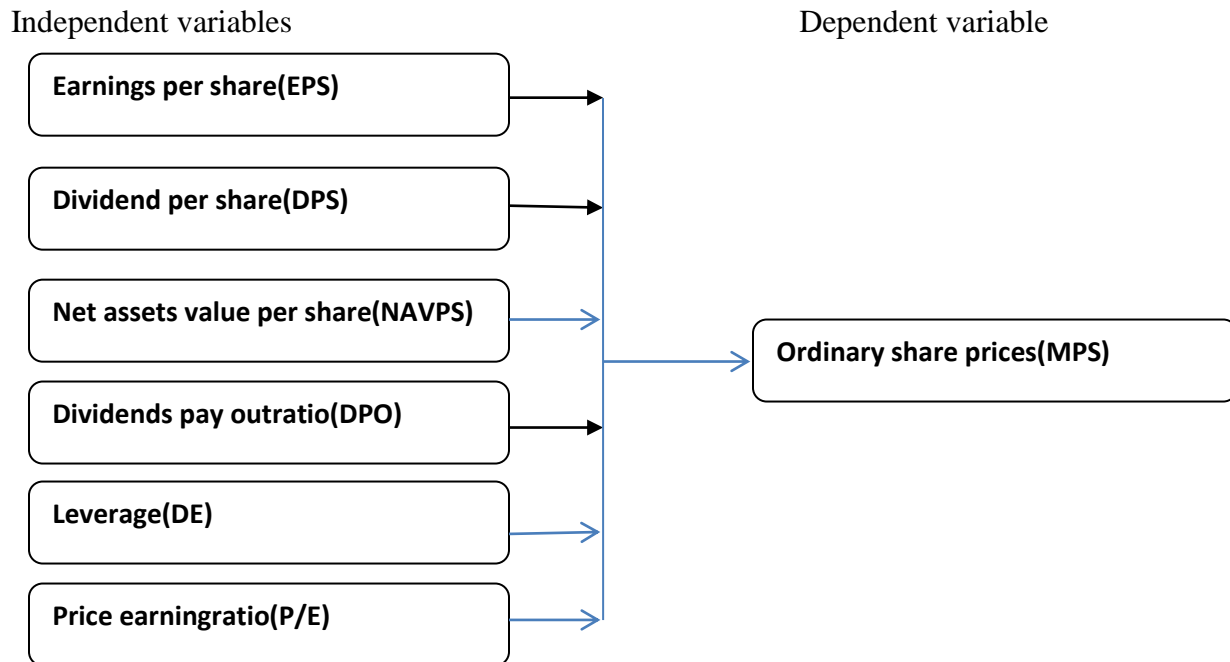 Independent variables
Dependent variable
Earnings per share(EPS)
Dividend per share(DPS)
Net assets value per share(NAVPS)
Ordinary share prices(MPS)
Dividends pay outratio(DPO)
Leverage(DE)
Price earningratio(P/E)